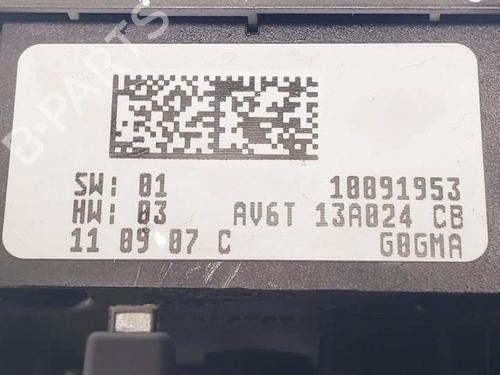 B-PARTS
SW: 01 10091953
HW: 03 AV6T 13A024 CB
11 09 07 C G0GMA